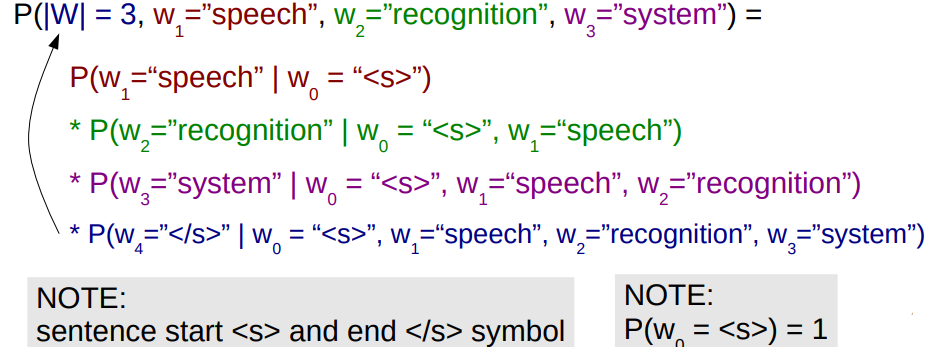 P(|W| = 3, w₁=”speech”, w₂=”recognition”, w₃=”system”) =
P(w₁=“speech” | w₀ = “<s>”)
* P(w₂=”recognition” | w₀ = “<s>”, w₁=“speech”)
* P(w₃=”system” | w₀ = “<s>”, w₁=“speech”, w₂=”recognition”)
* P(w₄=”</s>” | w₀ = “<s>”, w₁=“speech”, w₂=”recognition”, w₃=”system”)
NOTE:
sentence start <s> and end </s> symbol
NOTE:
P(w₀ = <s>) = 1